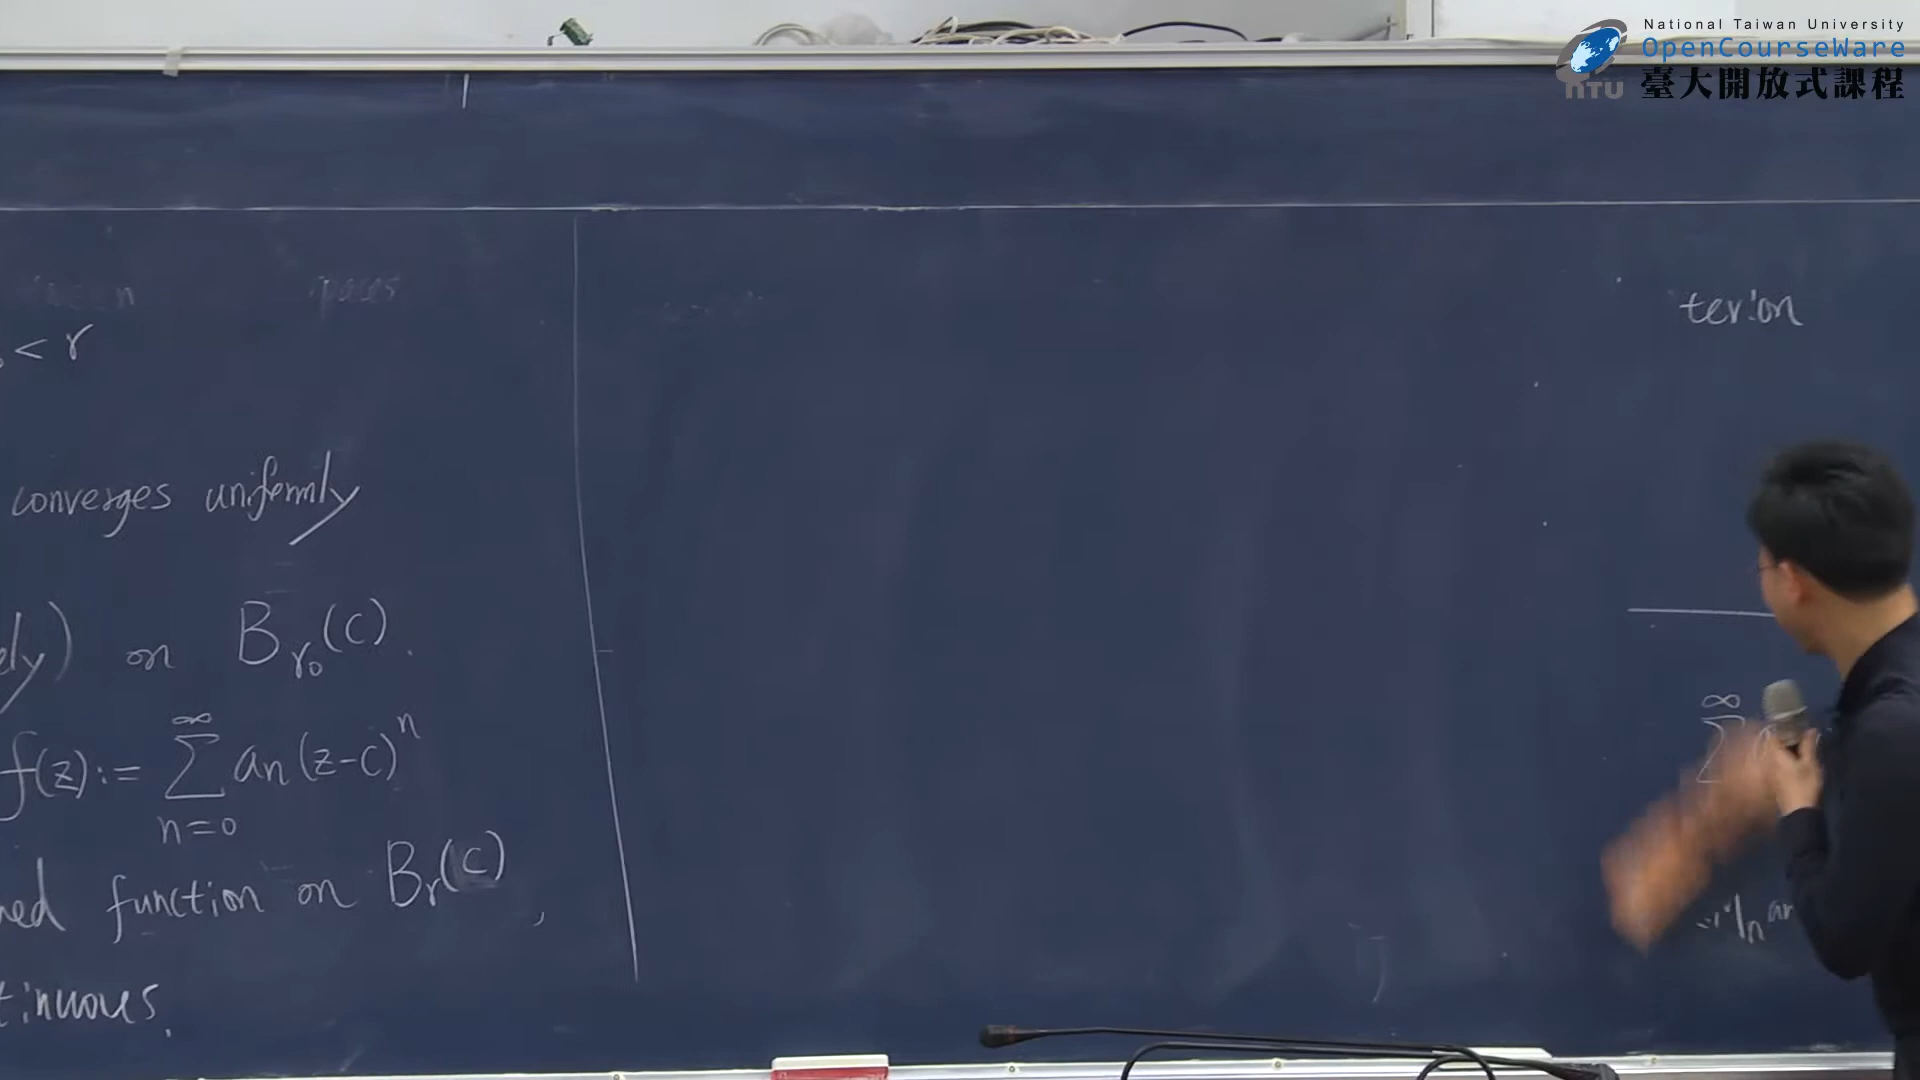 National Taiwan University
OpenCourseWare
臺大開放式課程
NTU
< r
converges uniformly
ely) on B_{r_0}(c).
f(z) := \sum_{n=0}^{\infty} a_n (z-c)^n
ned function on B_r(c),
tinuous.
terion
∞
Σ